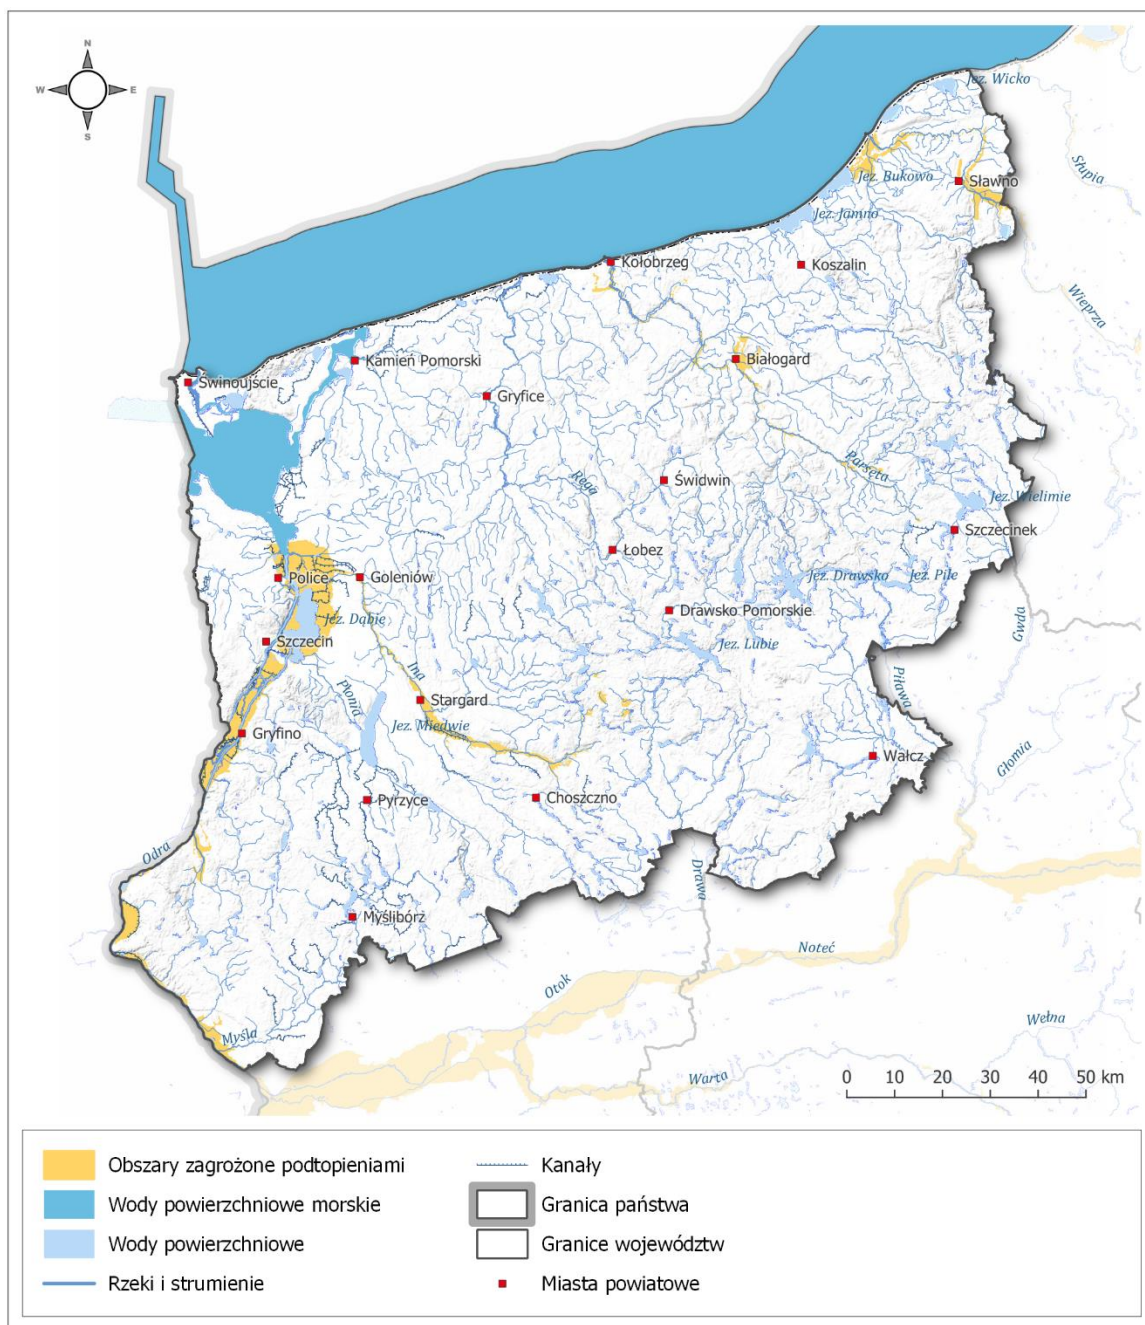 N
W E
S
Jez. Wicko
Słupia
Jez. Bukowo
Sławno
Jez. Jamno
Kołobrzeg
Koszalin
Wieprza
Kamień Pomorski
Białogard
Świnoujście
Gryfice
Parsęta
Rega
Świdwin
Jez. Wielimie
Szczecinek
Łobez
Police
Goleniów
Jez. Drawsko
Jez. Pile
Drawsko Pomorskie
Jez. Dąbie
Gwda
Szczecin
Jez. Lubie
Ina
Płonia
Piława
Stargard
Jez. Miedwie
Gryfino
Wałcz
Głomia
Pyrzyce
Choszczno
Odra
Drawa
Myślibórz
Noteć
Otok
Wełna
Myśla
Warta
0 10 20 30 40 50 km
Obszary zagrożone podtopieniami
Kanały
Wody powierzchniowe morskie
Granica państwa
Wody powierzchniowe
Granice województw
Rzeki i strumienie
Miasta powiatowe